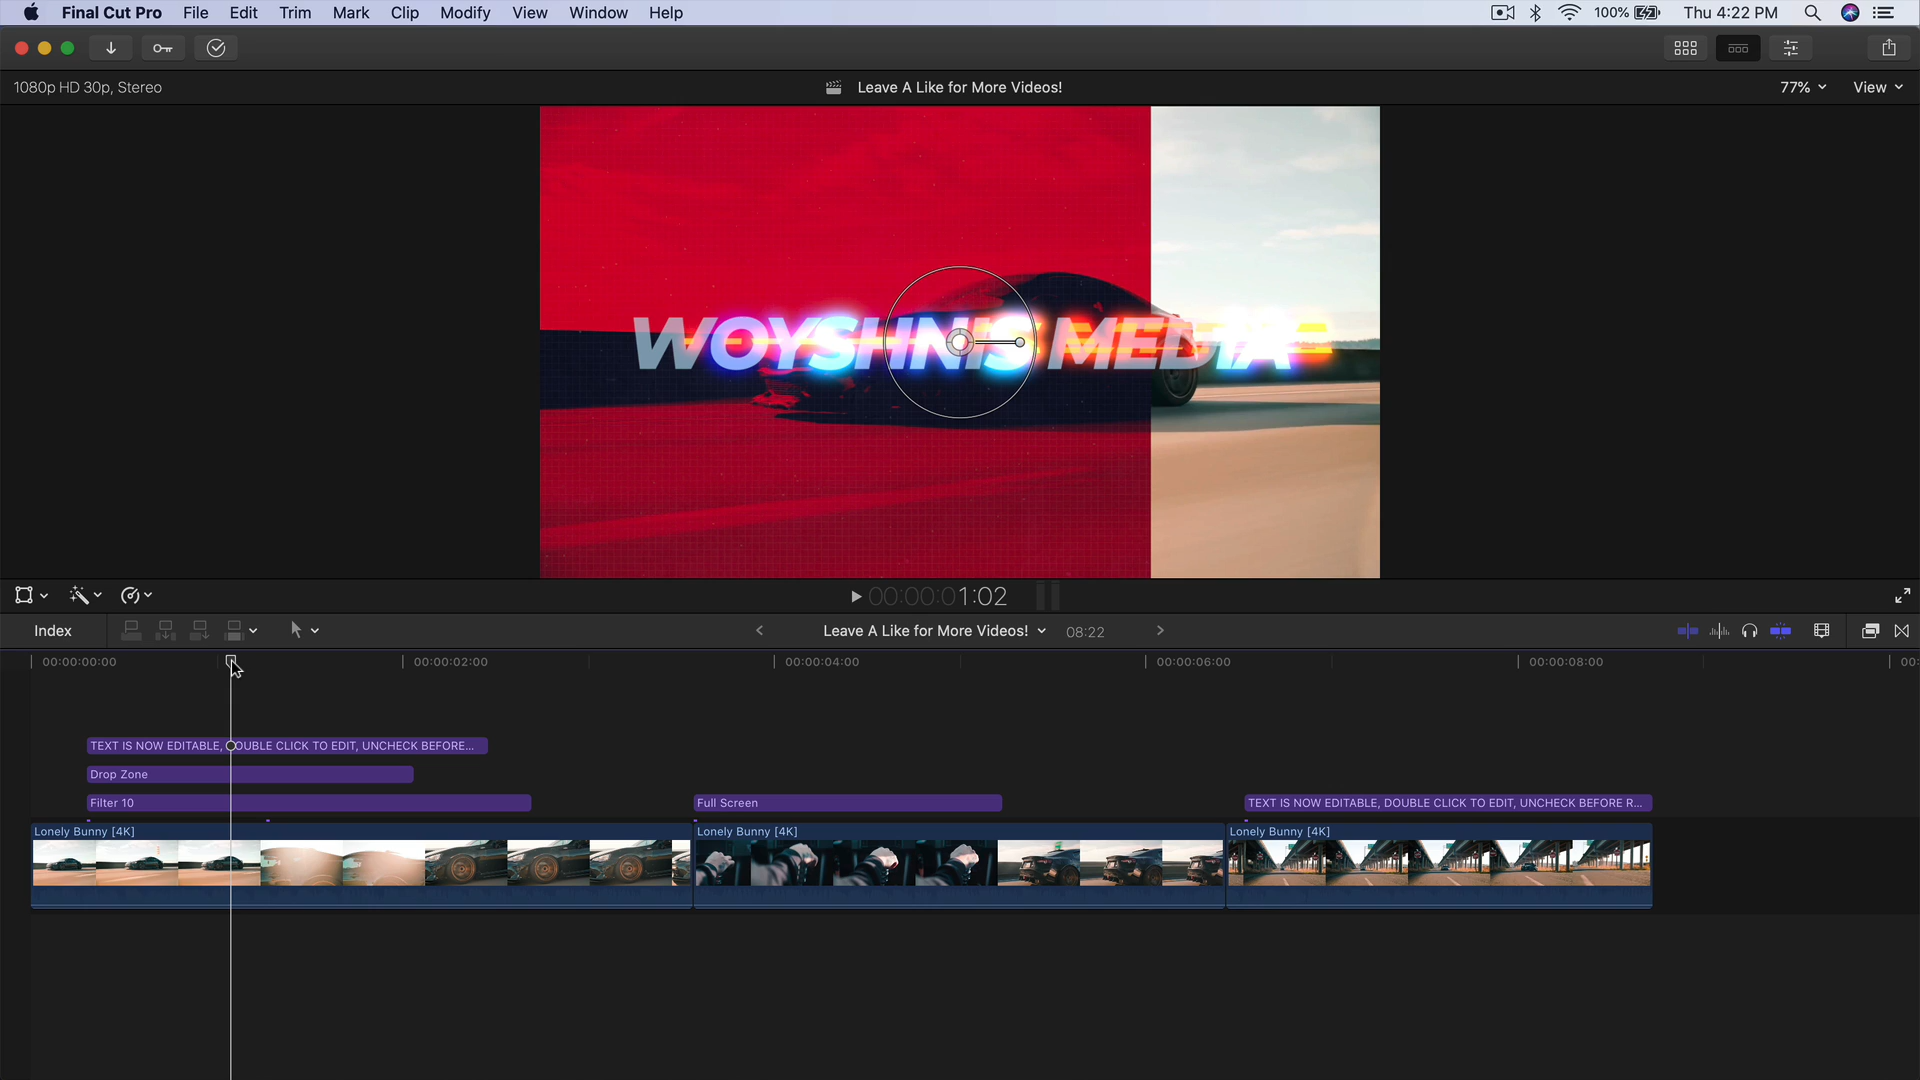 Final Cut Pro File Edit Trim Mark Clip Modify View Window Help 100% Thu 4:22 PM
1080p HD 30p, Stereo Leave A Like for More Videos! 77% View
WOYSHNIS MEDIA
00:00:01:02
Index Leave A Like for More Videos! 08:22
00:00:00:00 00:00:02:00 00:00:04:00 00:00:06:00 00:00:08:00 00:
TEXT IS NOW EDITABLE, DOUBLE CLICK TO EDIT, UNCHECK BEFORE...
Drop Zone
Filter 10 Full Screen TEXT IS NOW EDITABLE, DOUBLE CLICK TO EDIT, UNCHECK BEFORE R...
Lonely Bunny [4K] Lonely Bunny [4K] Lonely Bunny [4K]